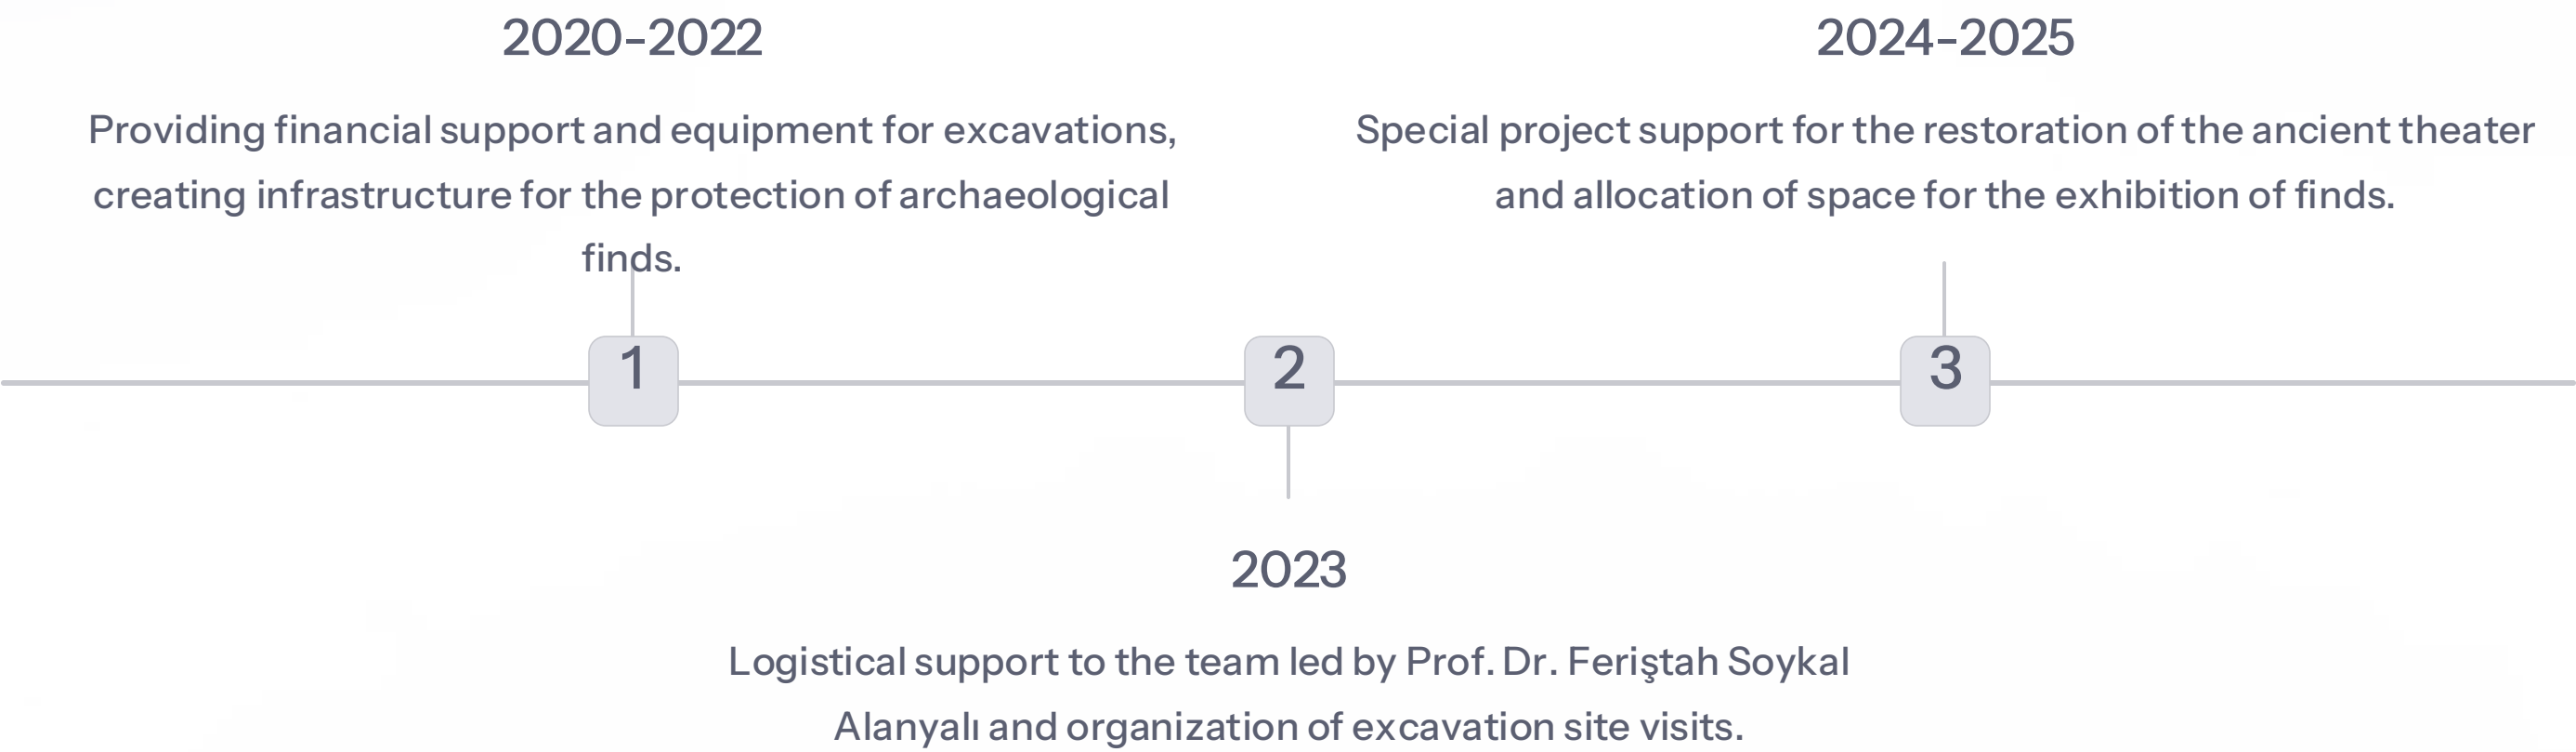 2020-2022
Providing financial support and equipment for excavations,
creating infrastructure for the protection of archaeological
finds.
1
2
2023
Logistical support to the team led by Prof. Dr. Feriştah Soykal
Alanyalı and organization of excavation site visits.
2024-2025
Special project support for the restoration of the ancient theater
and allocation of space for the exhibition of finds.
3